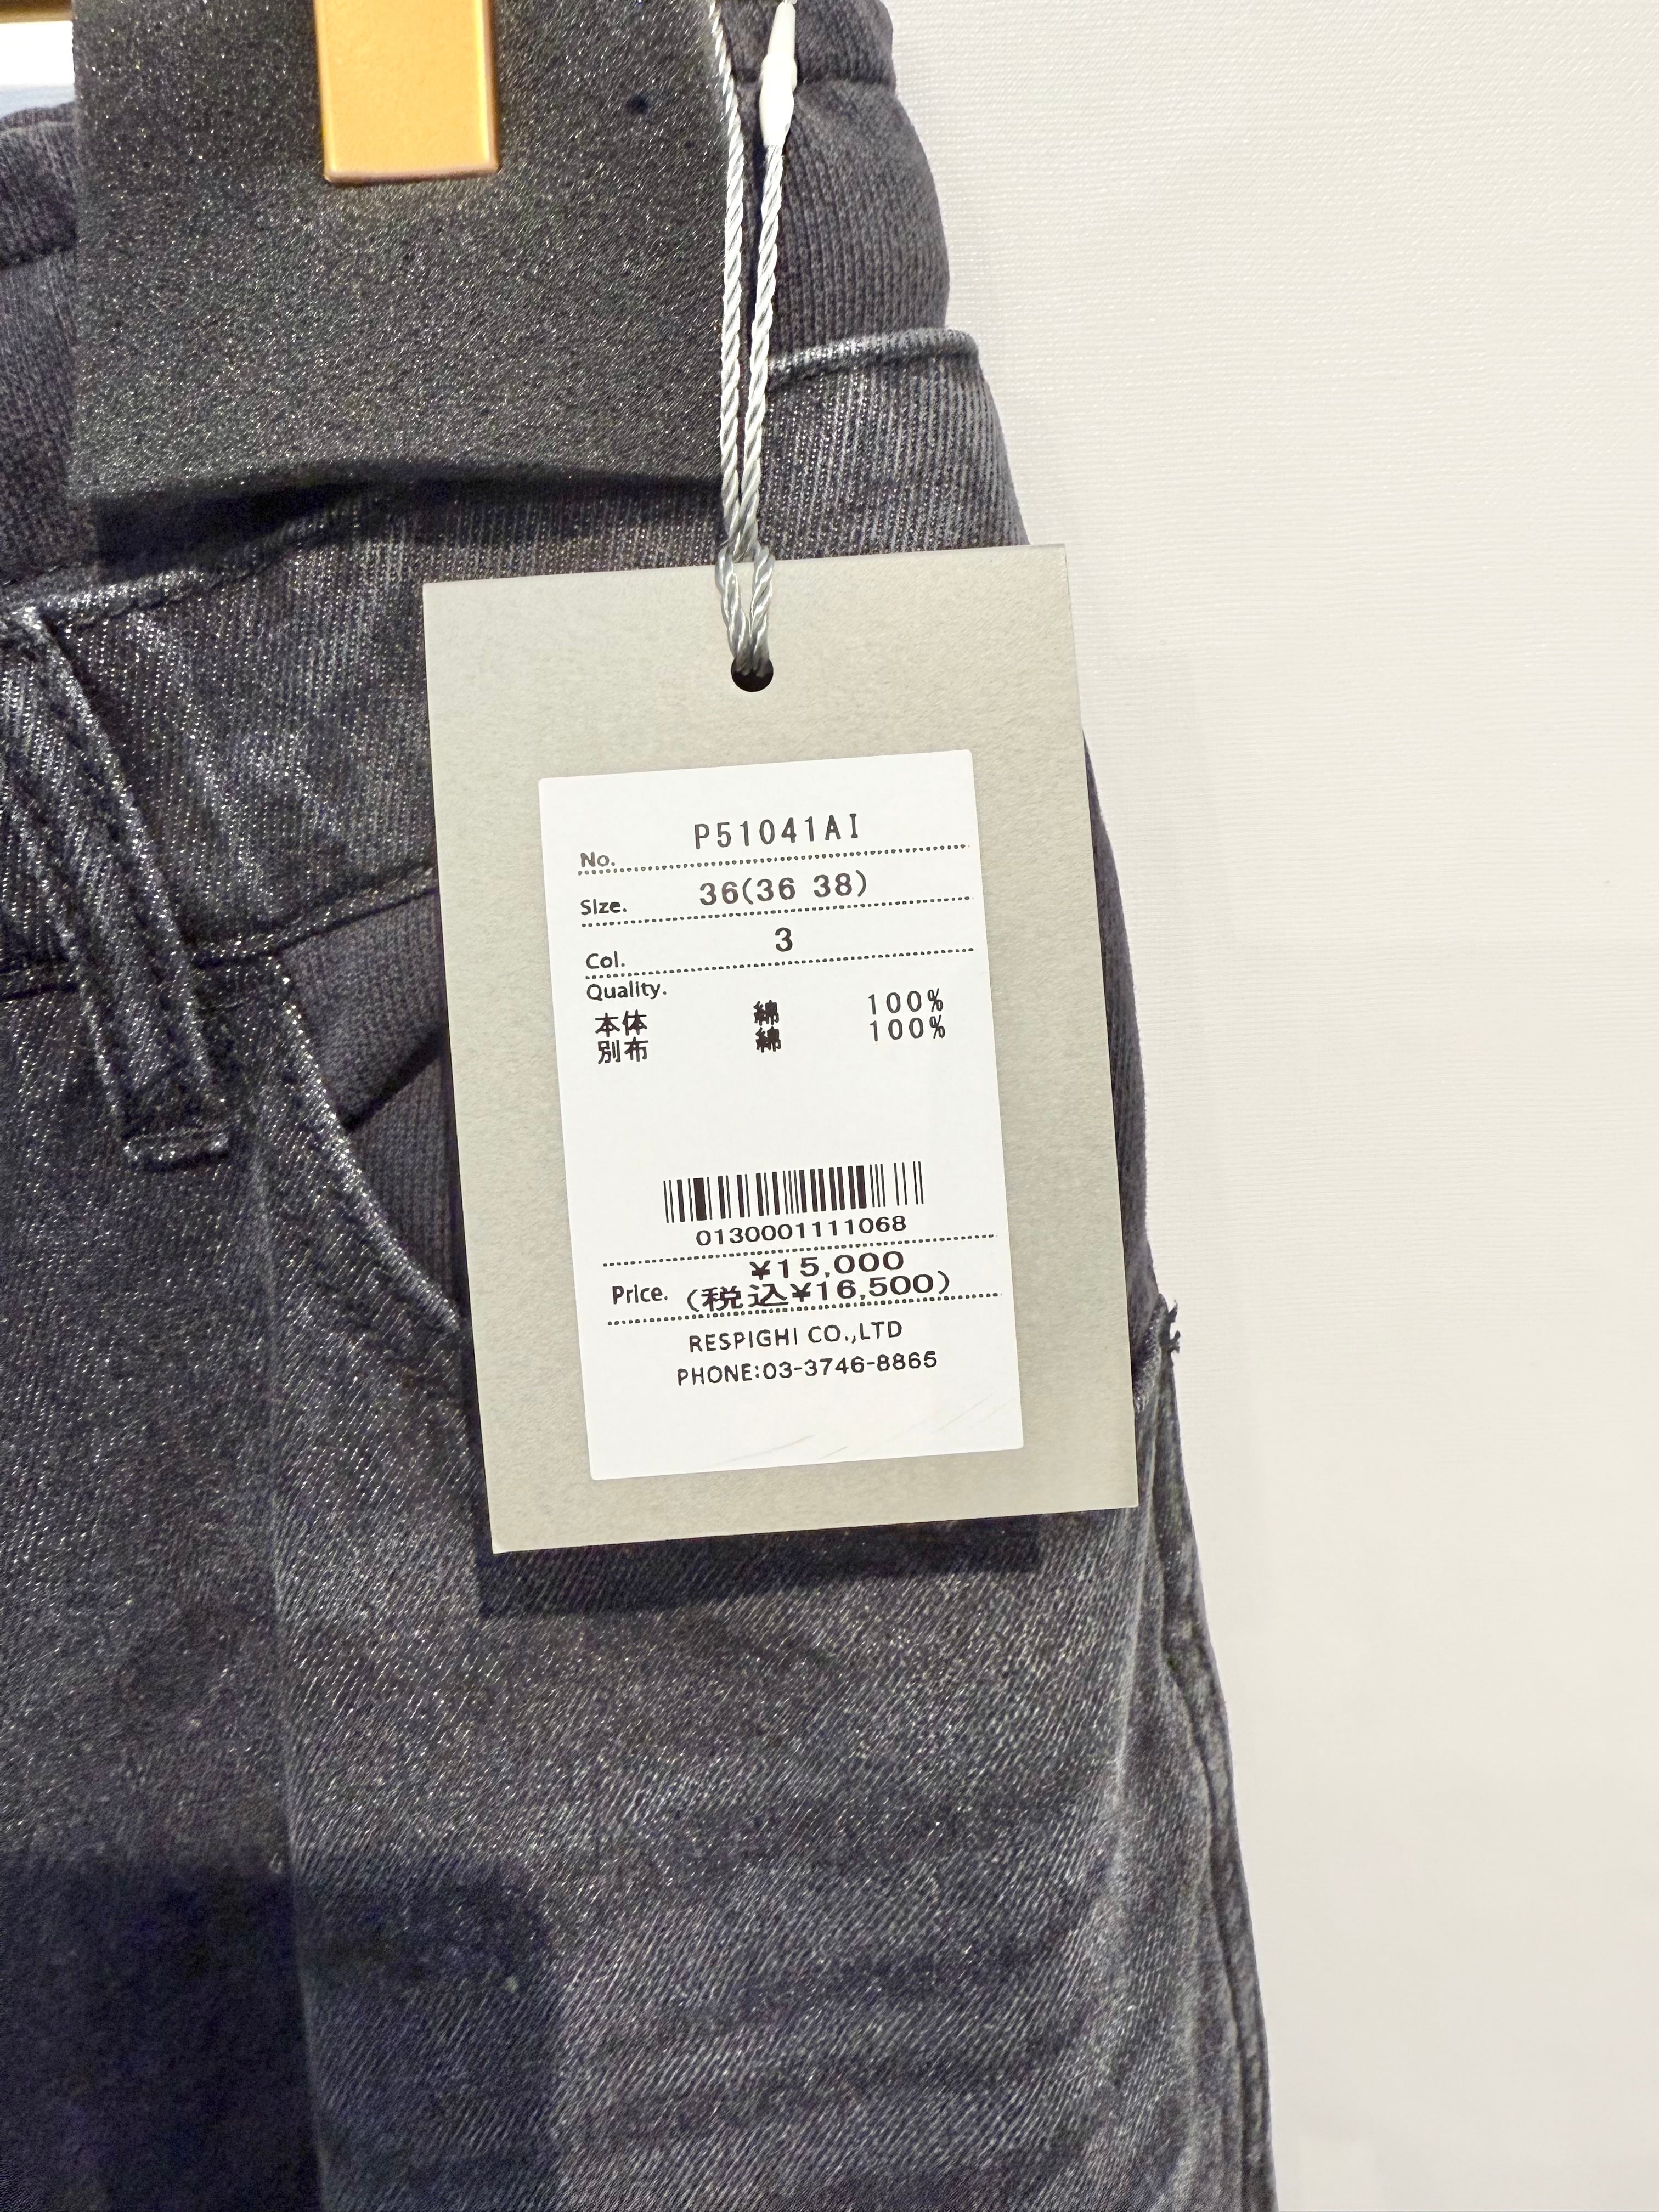 No. P51041AI
Size. 36(36 38)
Col. 3
Quality.
本体 綿 100%
別布 綿 100%
0130001111068
¥15,000
Price. (税込¥16,500)
RESPIGHI CO.,LTD
PHONE:03-3746-8865